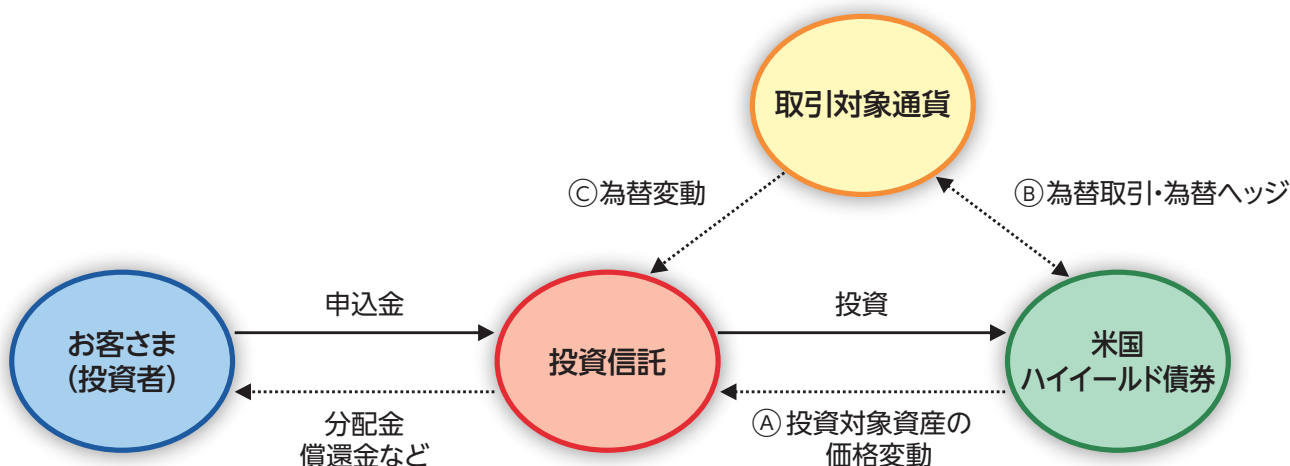 取引対象通貨
Ⓒ為替変動
Ⓑ為替取引・為替ヘッジ
申込金
投資
お客さま
（投資者）
投資信託
米国
ハイイールド債券
分配金
償還金など
Ⓐ投資対象資産の
価格変動